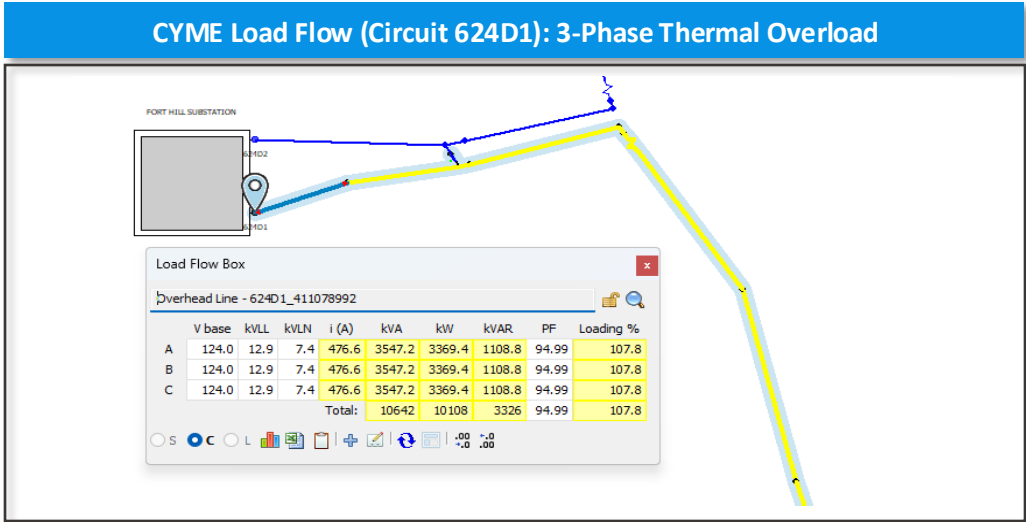 CYME Load Flow (Circuit 624D1): 3-Phase Thermal Overload
FORT HILL SUBSTATION
624D2
624D1
Load Flow Box
x
Overhead Line - 624D1_411078992
V base kVLL kVLN i (A) kVA kW kVAR PF Loading %
A 124.0 12.9 7.4 476.6 3547.2 3369.4 1108.8 94.99 107.8
B 124.0 12.9 7.4 476.6 3547.2 3369.4 1108.8 94.99 107.8
C 124.0 12.9 7.4 476.6 3547.2 3369.4 1108.8 94.99 107.8
Total: 10642 10108 3326 94.99 107.8
S C L